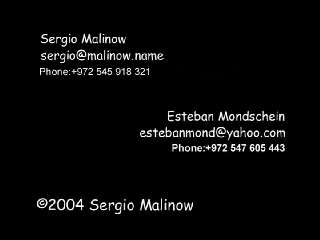 Sergio Malinow
sergio@malinow.name
Phone:+972 545 918 321
Esteban Mondschein
estebanmond@yahoo.com
Phone:+972 547 605 443
©2004 Sergio Malinow